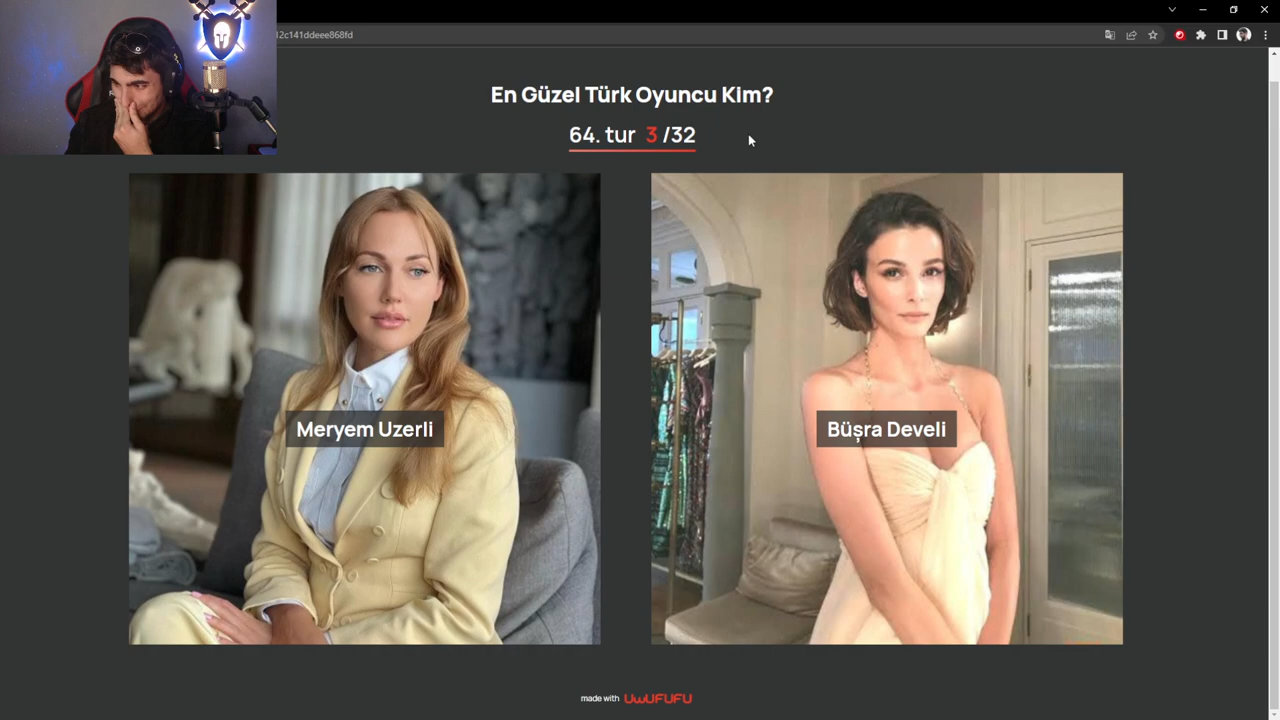 12c141ddeee868fd
En Güzel Türk Oyuncu Kim?
64. tur 3 /32
Meryem Uzerli
Büşra Develi
made with UwUFUFU